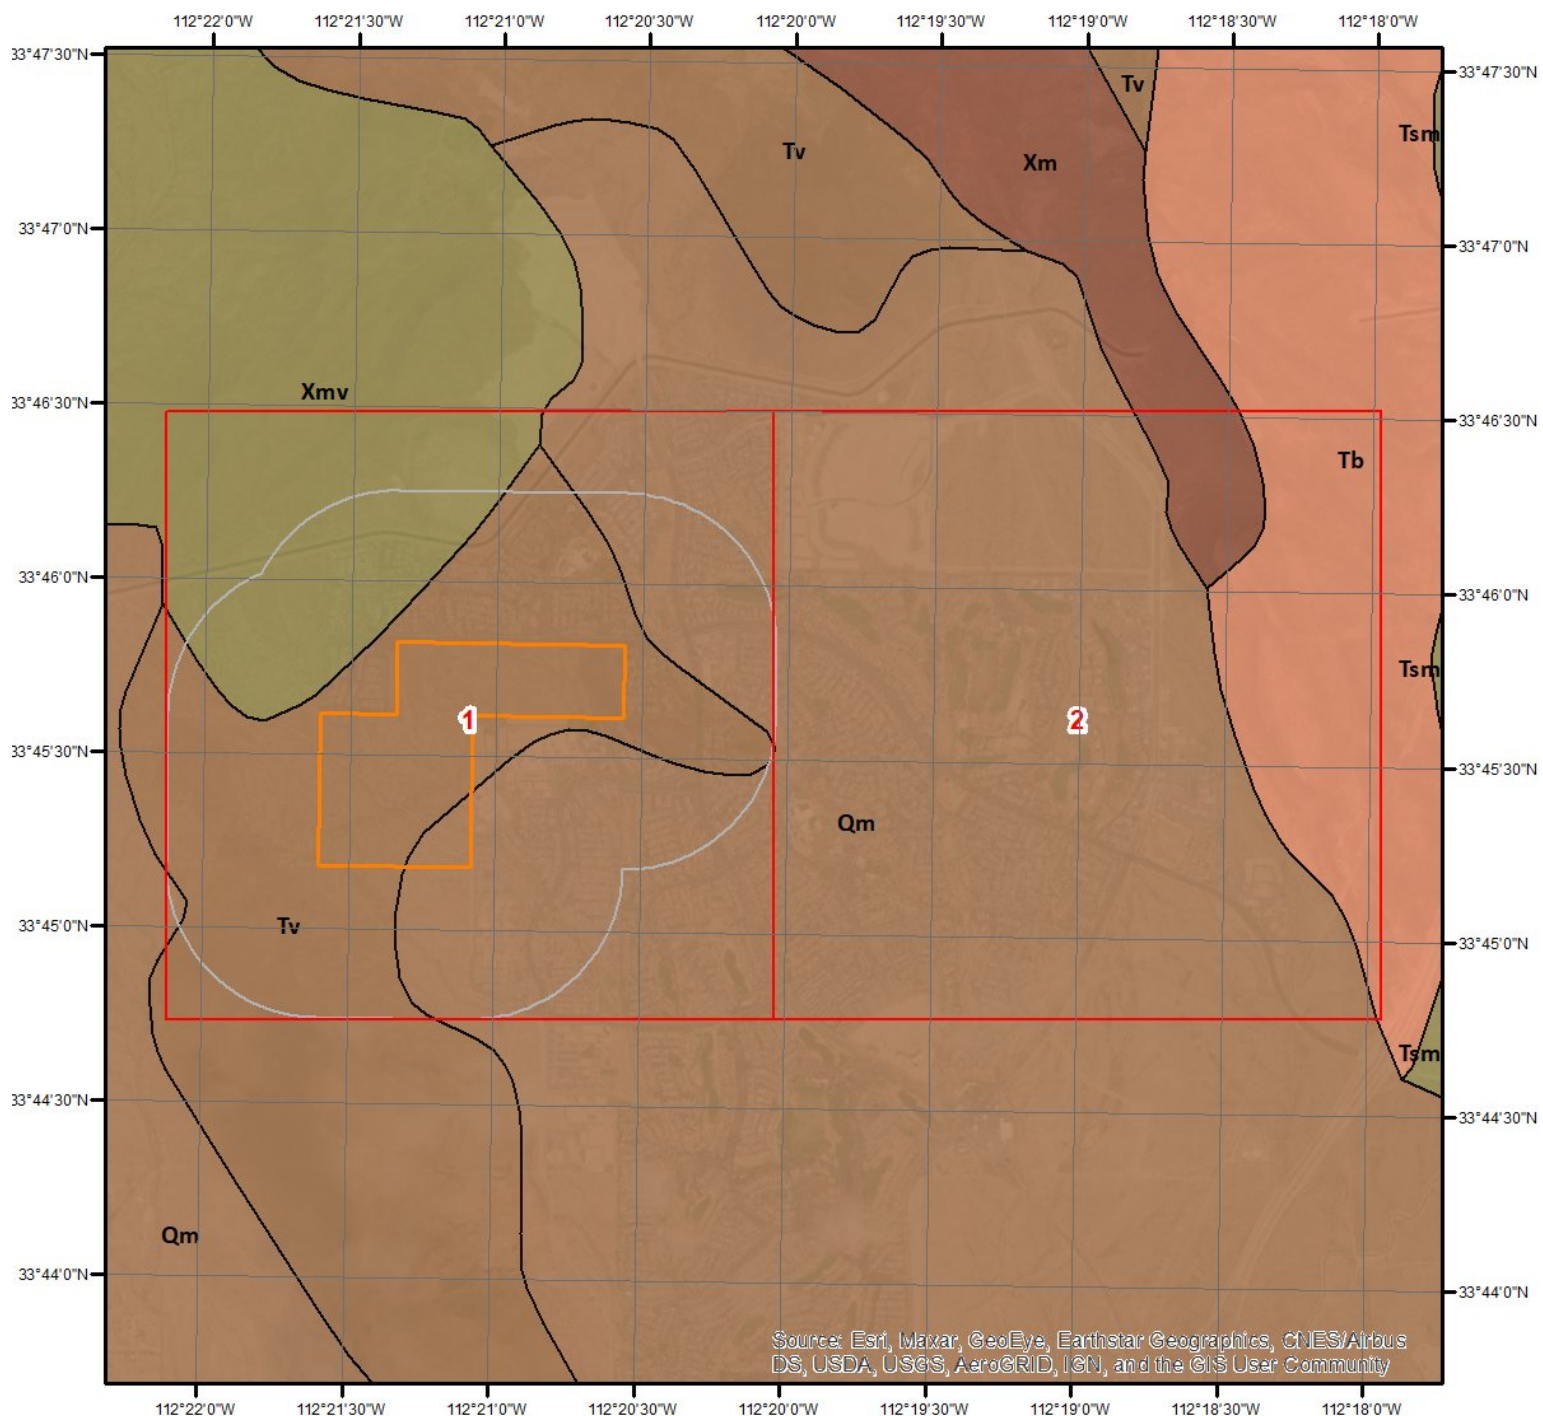 112°22'0"W 112°21'30"W 112°21'0"W 112°20'30"W 112°20'0"W 112°19'30"W 112°19'0"W 112°18'30"W 112°18'0"W
33°47'30"N
33°47'30"N
Tv
Tsm
Tv
Xm
33°47'0"N
33°47'0"N
Xmv
33°46'30"N
33°46'30"N
Tb
33°46'0"N
33°46'0"N
Tsm
1
2
33°45'30"N
33°45'30"N
Qm
Tv
33°45'0"N
33°45'0"N
Tsm
33°44'30"N
33°44'30"N
Qm
33°44'0"N
33°44'0"N
Source: Esri, Maxar, GeoEye, Earthstar Geographics, CNES/Airbus
DS, USDA, USGS, AeroGRID, IGN, and the GIS User Community
112°22'0"W 112°21'30"W 112°21'0"W 112°20'30"W 112°20'0"W 112°19'30"W 112°19'0"W 112°18'30"W 112°18'0"W